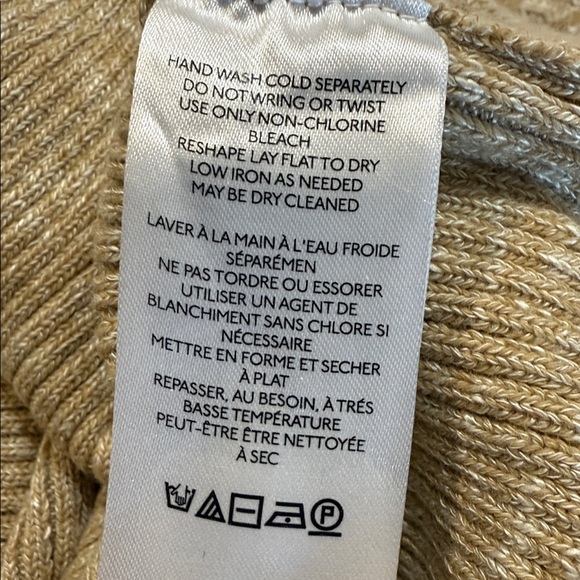 HAND WASH COLD SEPARATELY
DO NOT WRING OR TWIST
USE ONLY NON-CHLORINE
BLEACH
RESHAPE LAY FLAT TO DRY
LOW IRON AS NEEDED
MAY BE DRY CLEANED
LAVER À LA MAIN À L'EAU FROIDE
SÉPARÉMEN
NE PAS TORDRE OU ESSORER
UTILISER UN AGENT DE
BLANCHIMENT SANS CHLORE SI
NÉCESSAIRE
METTRE EN FORME ET SECHER
À PLAT
REPASSER, AU BESOIN, À TRÉS
BASSE TEMPÉRATURE
PEUT-ÊTRE ÊTRE NETTOYÉE
À SEC
P